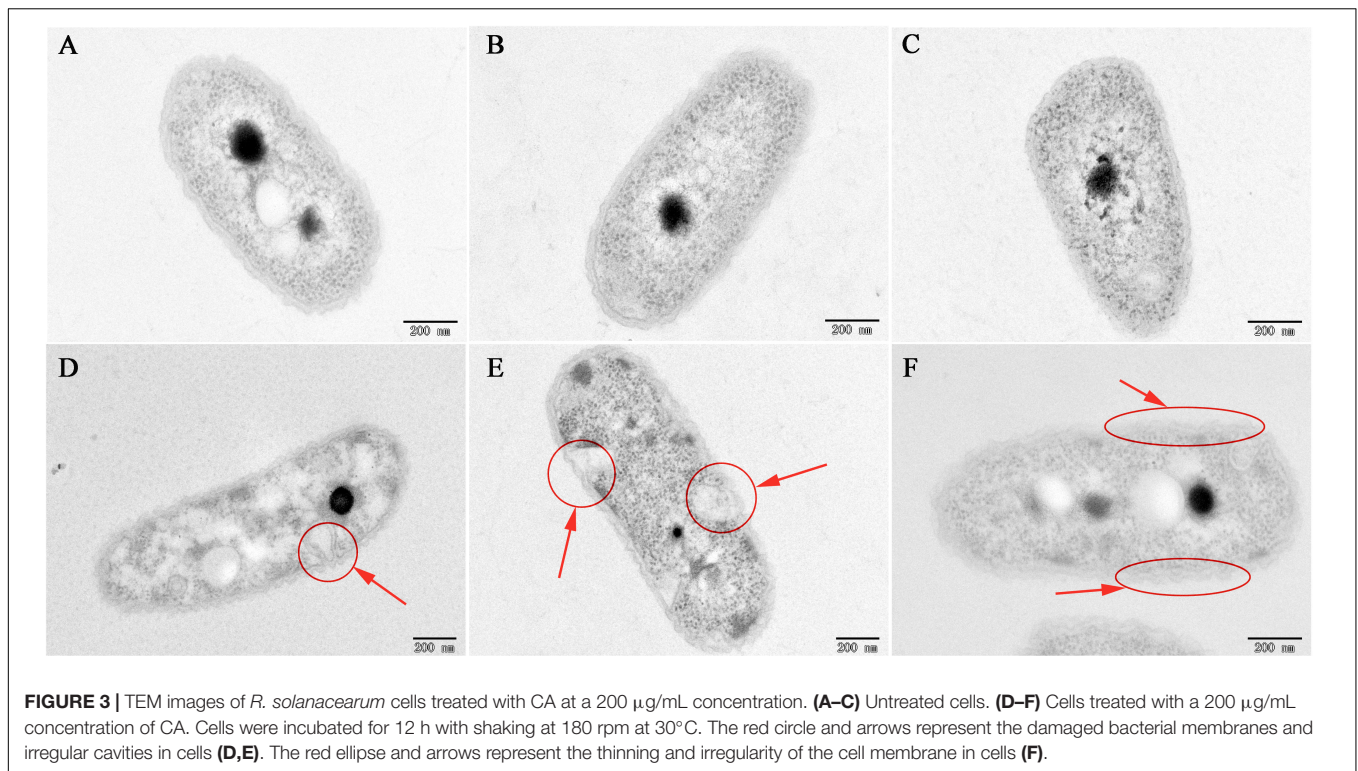 A
B
C
200 nm
200 nm
200 nm
D
E
F
200 nm
200 nm
200 nm
FIGURE 3 | TEM images of R. solanacearum cells treated with CA at a 200 μg/mL concentration. (A–C) Untreated cells. (D–F) Cells treated with a 200 μg/mL
concentration of CA. Cells were incubated for 12 h with shaking at 180 rpm at 30°C. The red circle and arrows represent the damaged bacterial membranes and
irregular cavities in cells (D,E). The red ellipse and arrows represent the thinning and irregularity of the cell membrane in cells (F).